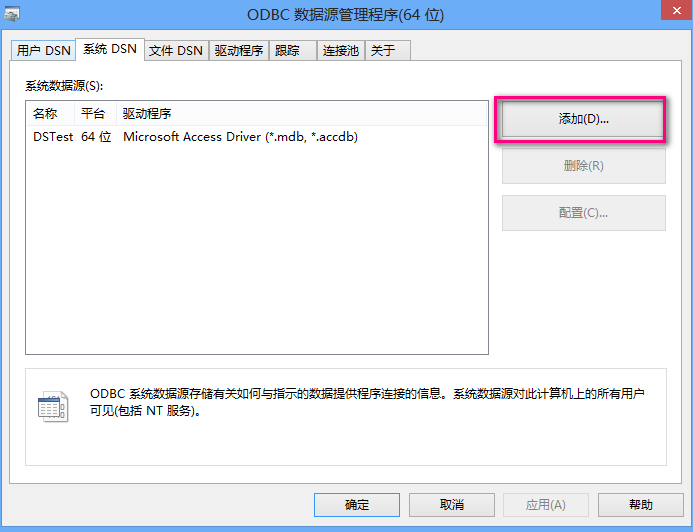 ODBC 数据源管理程序(64 位)
用户 DSN 系统 DSN 文件 DSN 驱动程序 跟踪 连接池 关于
系统数据源(S):
名称 平台 驱动程序
DSTest 64 位 Microsoft Access Driver (*.mdb, *.accdb)
添加(D)...
删除(R)
配置(C)...
ODBC 系统数据源存储有关如何与指示的数据提供程序连接的信息。系统数据源对此计算机上的所有用户
可见(包括 NT 服务)。
确定 取消 应用(A) 帮助